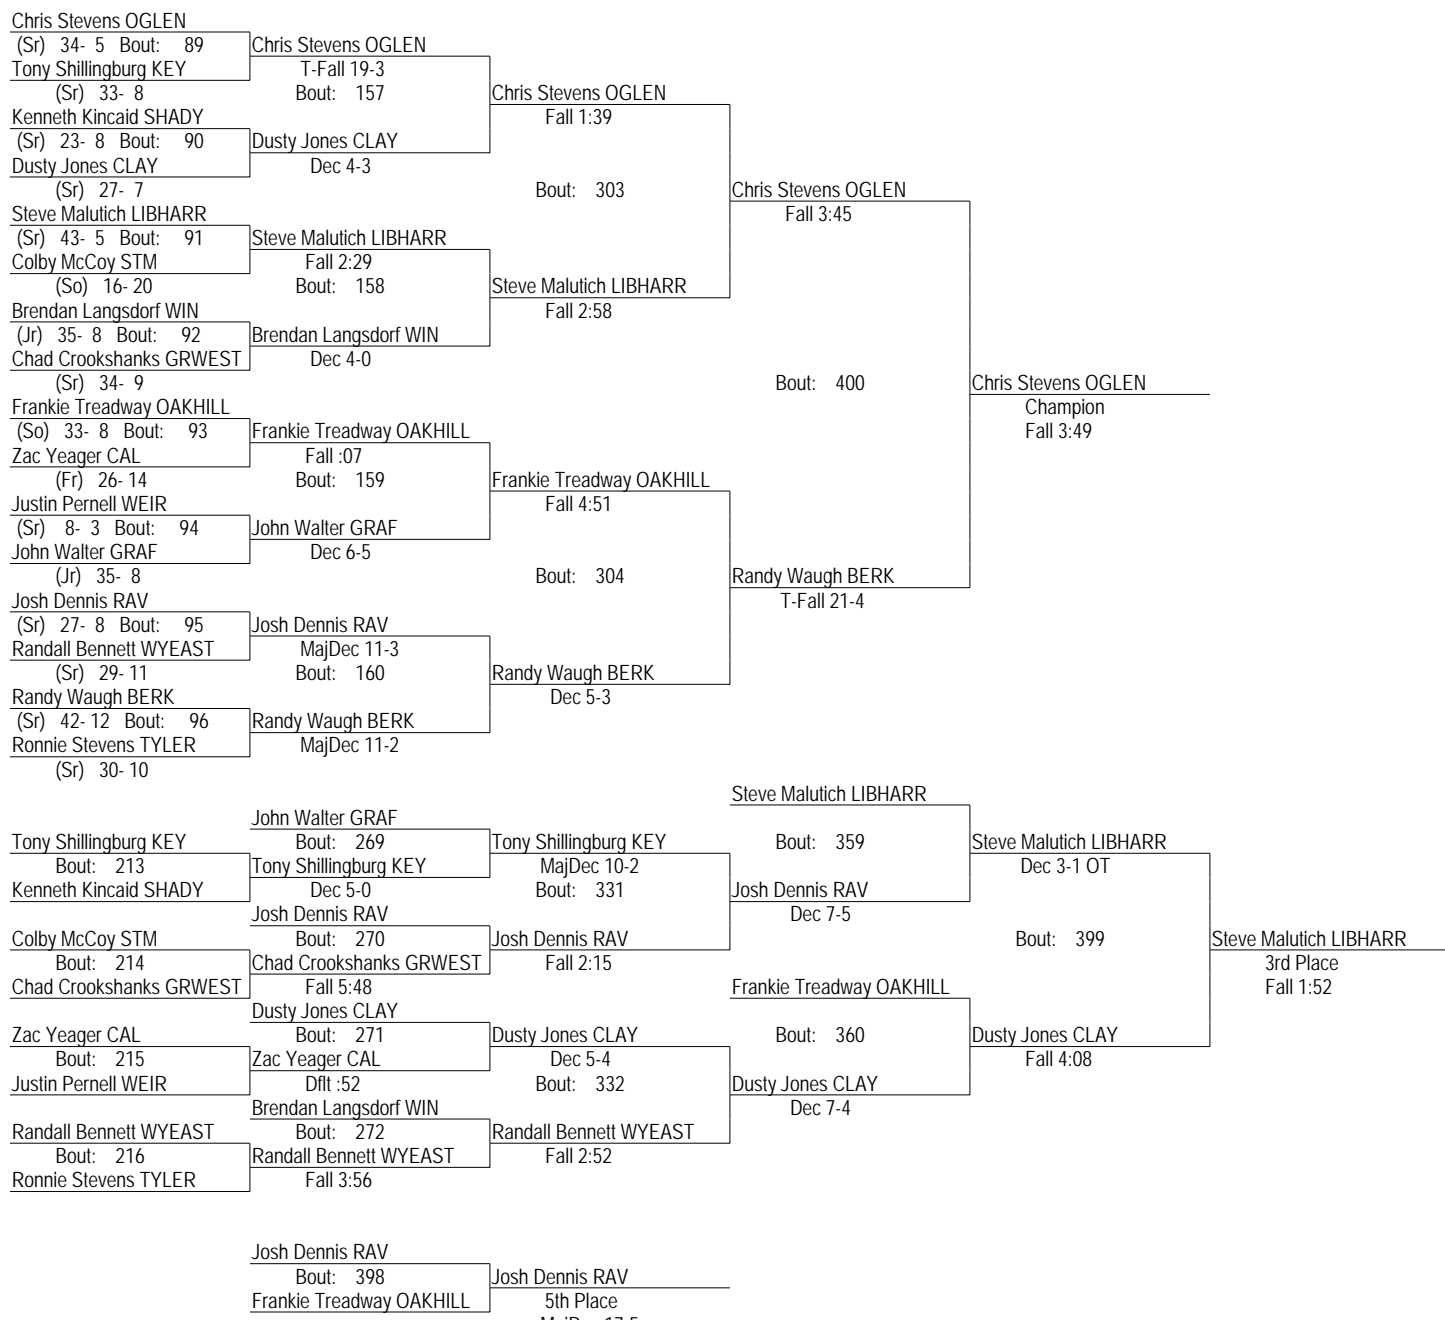 Chris Stevens OGLEN
(Sr) 34- 5 Bout: 89 Chris Stevens OGLEN
Tony Shillingburg KEY T-Fall 19-3
(Sr) 33- 8 Bout: 157 Chris Stevens OGLEN
Kenneth Kincaid SHADY Fall 1:39
(Sr) 23- 8 Bout: 90 Dusty Jones CLAY
Dusty Jones CLAY Dec 4-3
(Sr) 27- 7 Bout: 303 Chris Stevens OGLEN
Steve Malutich LIBHARR Fall 3:45
(Sr) 43- 5 Bout: 91 Steve Malutich LIBHARR
Colby McCoy STM Fall 2:29
(So) 16- 20 Bout: 158 Steve Malutich LIBHARR
Brendan Langsdorf WIN Fall 2:58
(Jr) 35- 8 Bout: 92 Brendan Langsdorf WIN
Chad Crookshanks GRWEST Dec 4-0
(Sr) 34- 9 Bout: 400 Chris Stevens OGLEN
Frankie Treadway OAKHILL Champion
(So) 33- 8 Bout: 93 Frankie Treadway OAKHILL Fall 3:49
Zac Yeager CAL Fall :07
(Fr) 26- 14 Bout: 159 Frankie Treadway OAKHILL
Justin Pernell WEIR Fall 4:51
(Sr) 8- 3 Bout: 94 John Walter GRAF
John Walter GRAF Dec 6-5
(Jr) 35- 8 Bout: 304 Randy Waugh BERK
Josh Dennis RAV T-Fall 21-4
(Sr) 27- 8 Bout: 95 Josh Dennis RAV
Randall Bennett WYEAST MajDec 11-3
(Sr) 29- 11 Bout: 160 Randy Waugh BERK
Randy Waugh BERK Dec 5-3
(Sr) 42- 12 Bout: 96 Randy Waugh BERK
Ronnie Stevens TYLER MajDec 11-2
(Sr) 30- 10
Steve Malutich LIBHARR
John Walter GRAF
Tony Shillingburg KEY Bout: 269 Tony Shillingburg KEY Bout: 359 Steve Malutich LIBHARR
Bout: 213 Tony Shillingburg KEY MajDec 10-2 Dec 3-1 OT
Kenneth Kincaid SHADY Dec 5-0 Bout: 331 Josh Dennis RAV
Josh Dennis RAV Dec 7-5
Colby McCoy STM Bout: 270 Josh Dennis RAV Bout: 399 Steve Malutich LIBHARR
Bout: 214 Chad Crookshanks GRWEST Fall 2:15 3rd Place
Chad Crookshanks GRWEST Fall 5:48 Frankie Treadway OAKHILL Fall 1:52
Dusty Jones CLAY
Zac Yeager CAL Bout: 271 Dusty Jones CLAY Bout: 360 Dusty Jones CLAY
Bout: 215 Zac Yeager CAL Dec 5-4 Fall 4:08
Justin Pernell WEIR Dflt :52 Bout: 332 Dusty Jones CLAY
Brendan Langsdorf WIN Dec 7-4
Randall Bennett WYEAST Bout: 272 Randall Bennett WYEAST
Bout: 216 Randall Bennett WYEAST Fall 2:52
Ronnie Stevens TYLER Fall 3:56
Josh Dennis RAV
Bout: 398 Josh Dennis RAV
Frankie Treadway OAKHILL 5th Place
MajDec 17-5